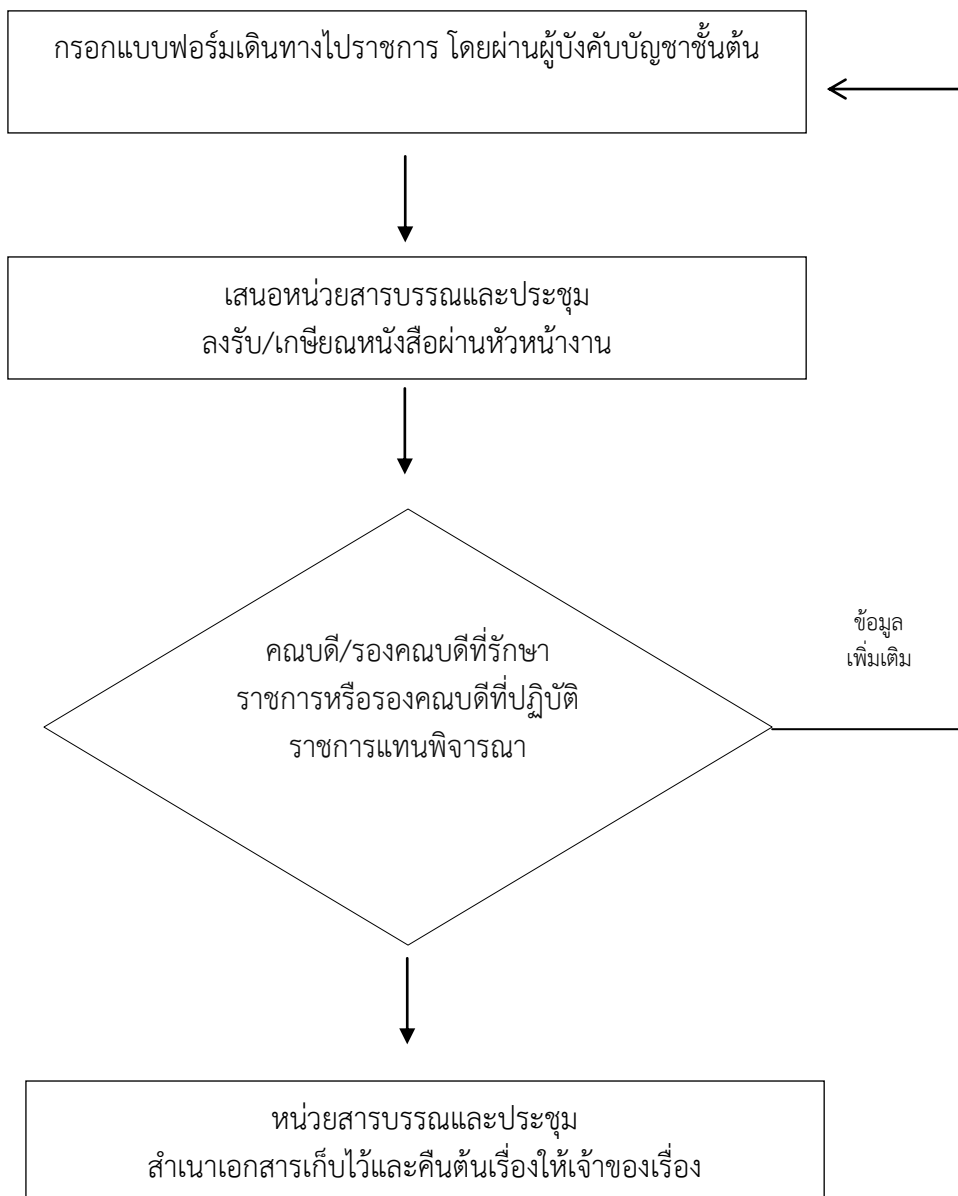 กรอกแบบฟอร์มเดินทางไปราชการ โดยผ่านผู้บังคับบัญชาชั้นต้น
เสนอหน่วยสารบรรณและประชุม
ลงรับ/เกษียณหนังสือผ่านหัวหน้างาน
คณบดี/รองคณบดีที่รักษา
ราชการหรือรองคณบดีที่ปฏิบัติ
ราชการแทนพิจารณา
ข้อมูล
เพิ่มเติม
หน่วยสารบรรณและประชุม
สำเนาเอกสารเก็บไว้และคืนต้นเรื่องให้เจ้าของเรื่อง